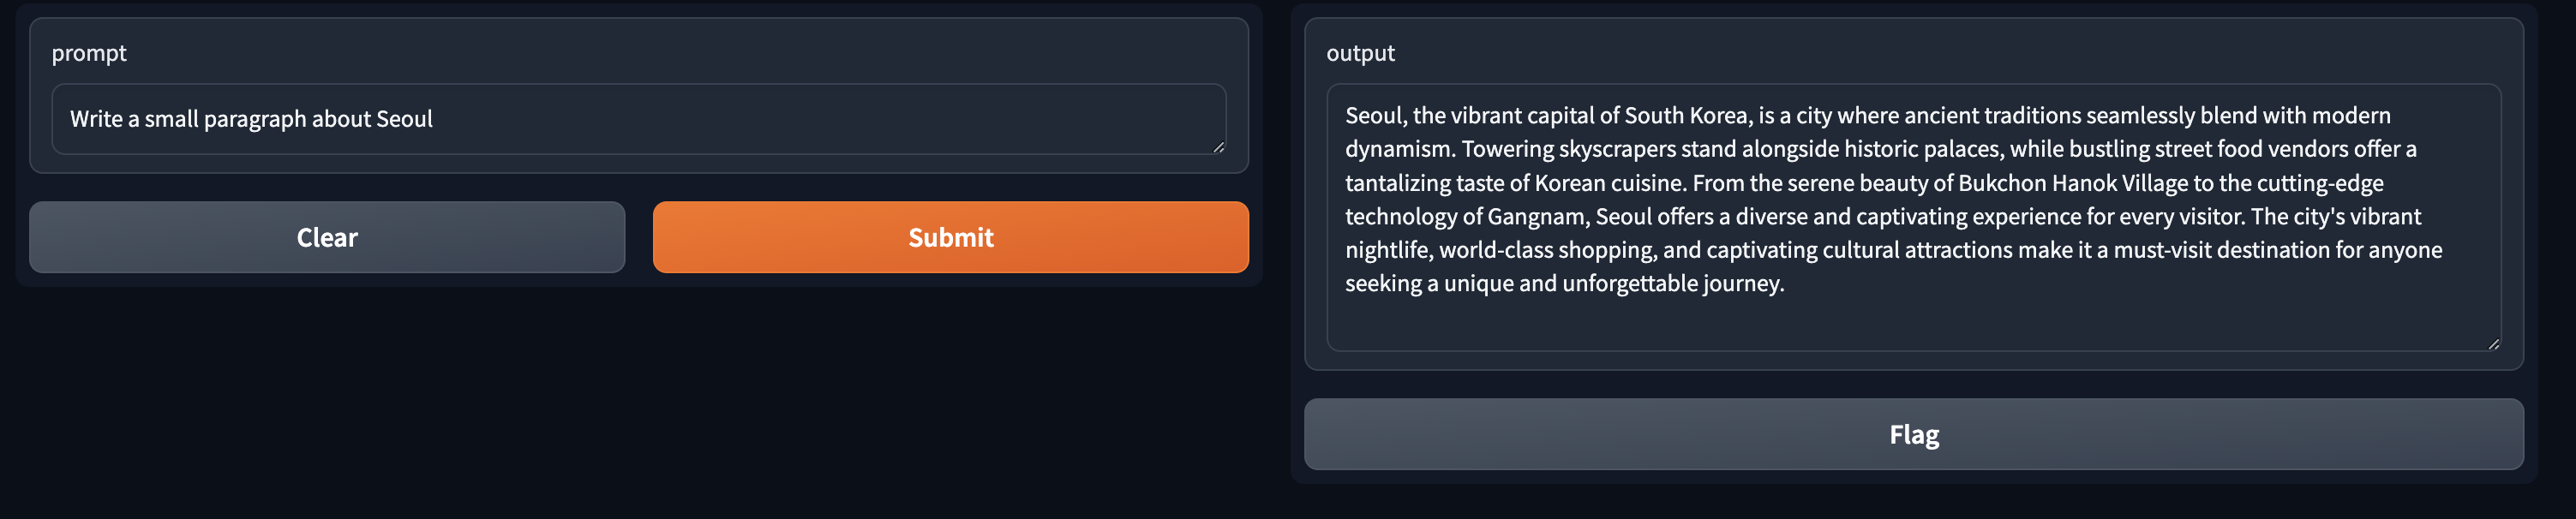 prompt
Write a small paragraph about Seoul
Clear
Submit
output
Seoul, the vibrant capital of South Korea, is a city where ancient traditions seamlessly blend with modern
dynamism. Towering skyscrapers stand alongside historic palaces, while bustling street food vendors offer a
tantalizing taste of Korean cuisine. From the serene beauty of Bukchon Hanok Village to the cutting-edge
technology of Gangnam, Seoul offers a diverse and captivating experience for every visitor. The city's vibrant
nightlife, world-class shopping, and captivating cultural attractions make it a must-visit destination for anyone
seeking a unique and unforgettable journey.
Flag